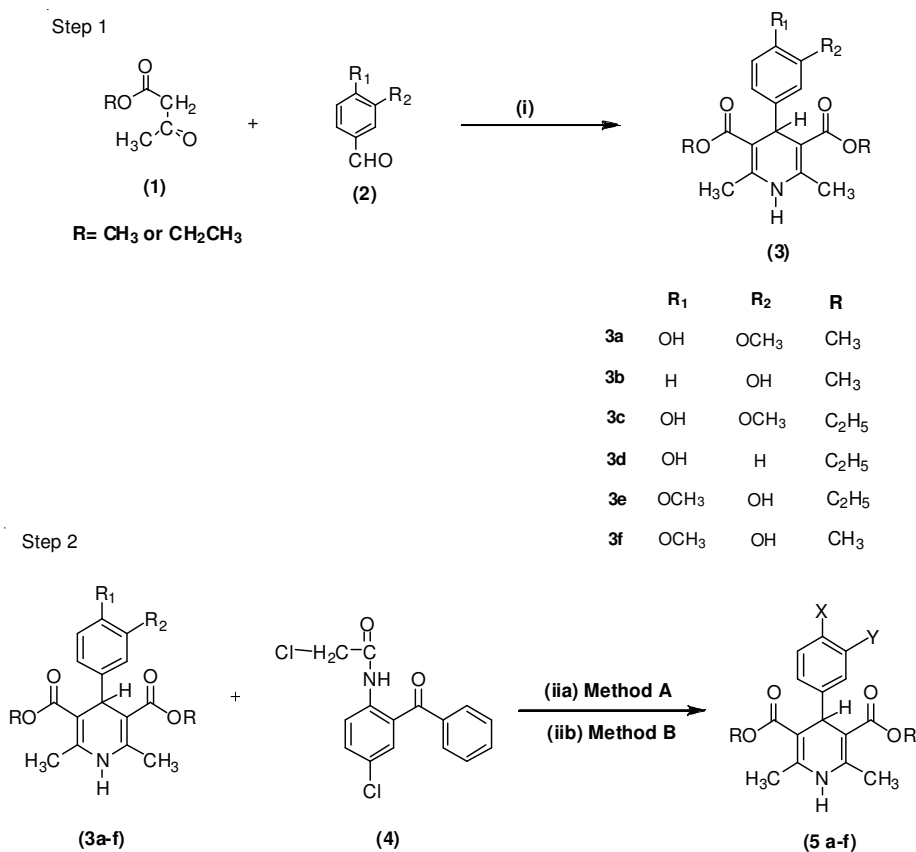 Step 1
O
RO
CH2
H3C
C
O
(1)
R= CH3 or CH2CH3
+
R1
R2
CHO
(2)
(i)
R1
R2
O
H
O
RO
OR
H3C
N
CH3
H
(3)
R1 R2 R
3a OH OCH3 CH3
3b H OH CH3
3c OH OCH3 C2H5
3d OH H C2H5
3e OCH3 OH C2H5
3f OCH3 OH CH3
Step 2
R1
R2
O
H
O
RO
OR
H3C
N
CH3
H
(3a-f)
+
O
Cl—H2C
C
NH
O
Cl
(4)
(iia) Method A
(iib) Method B
X
Y
O
H
O
RO
OR
H3C
N
CH3
H
(5 a-f)